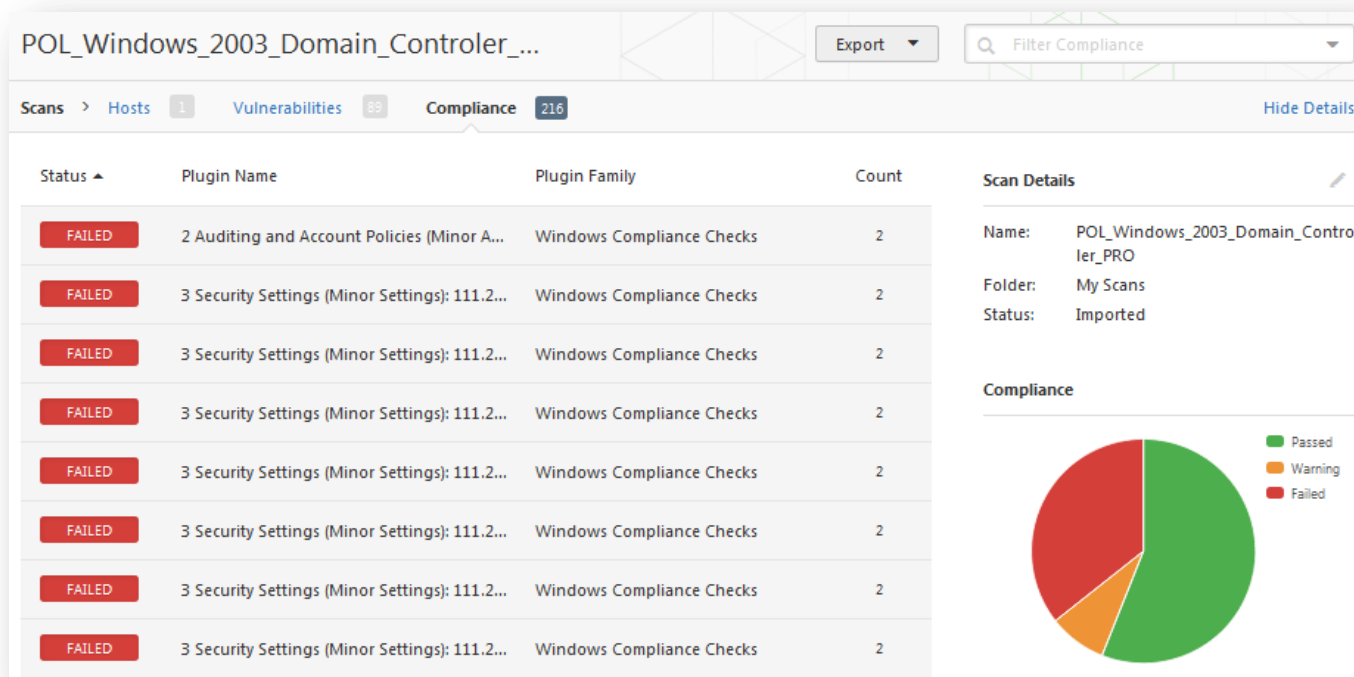 POL_Windows_2003_Domain_Controler_...
Export
Filter Compliance
Scans > Hosts 1 Vulnerabilities 89 Compliance 216
Hide Details
Status Plugin Name Plugin Family Count
FAILED 2 Auditing and Account Policies (Minor A... Windows Compliance Checks 2
FAILED 3 Security Settings (Minor Settings): 111.2... Windows Compliance Checks 2
FAILED 3 Security Settings (Minor Settings): 111.2... Windows Compliance Checks 2
FAILED 3 Security Settings (Minor Settings): 111.2... Windows Compliance Checks 2
FAILED 3 Security Settings (Minor Settings): 111.2... Windows Compliance Checks 2
FAILED 3 Security Settings (Minor Settings): 111.2... Windows Compliance Checks 2
FAILED 3 Security Settings (Minor Settings): 111.2... Windows Compliance Checks 2
FAILED 3 Security Settings (Minor Settings): 111.2... Windows Compliance Checks 2
Scan Details
Name: POL_Windows_2003_Domain_Contro
ler_PRO
Folder: My Scans
Status: Imported
Compliance
Passed
Warning
Failed